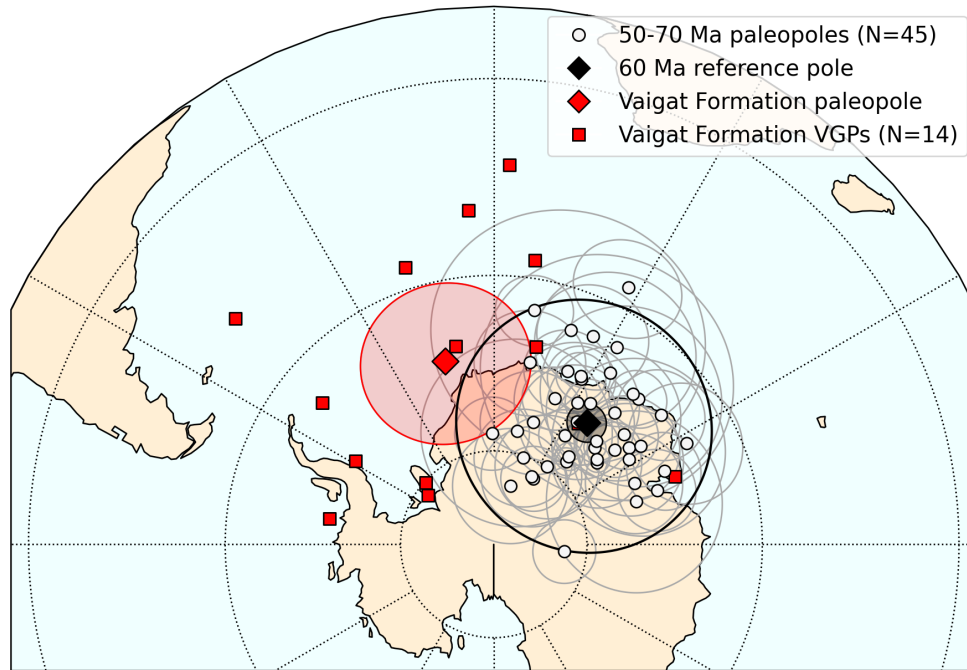 50-70 Ma paleopoles (N=45)
60 Ma reference pole
Vaigat Formation paleopole
Vaigat Formation VGPs (N=14)